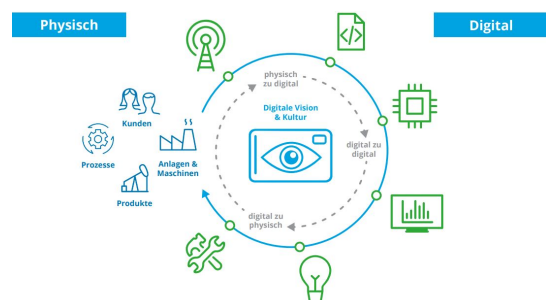 Physisch
Digital
physisch
zu digital
Digitale Vision
& Kultur
Kunden
Prozesse
Anlagen &
Maschinen
digital zu
digital
Produkte
digital zu
physisch